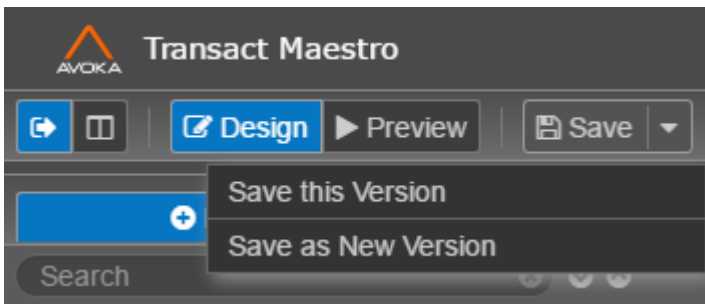 AVOKA Transact Maestro
Design Preview Save
Save this Version
Save as New Version
Search